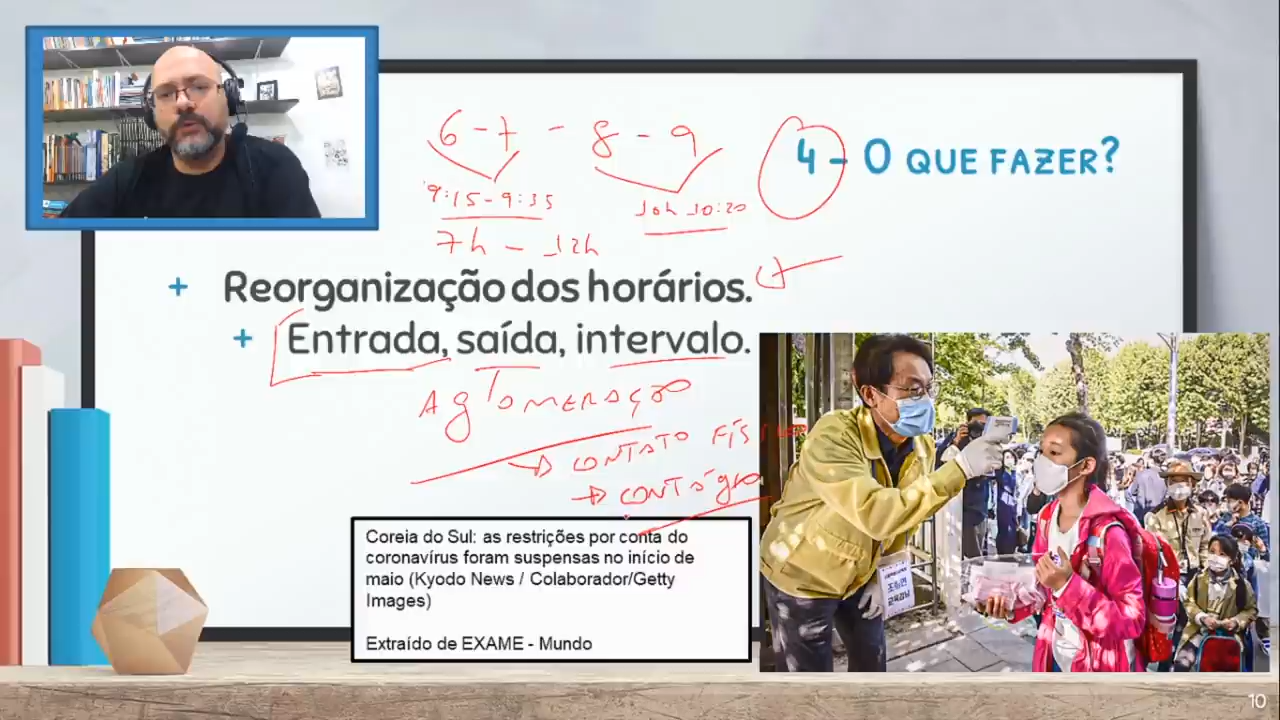 6 - 7 - 8 - 9
4 - O QUE FAZER?
9:15 - 9:35
10h 10:20
7h - 12h
+ Reorganização dos horários.
+ Entrada, saída, intervalo.
AglomERAção
→ CONTATO
→ CONTÁgio
Coreia do Sul: as restrições por conta do
coronavírus foram suspensas no início de
maio (Kyodo News / Colaborador/Getty
Images)
Extraído de EXAME - Mundo
10